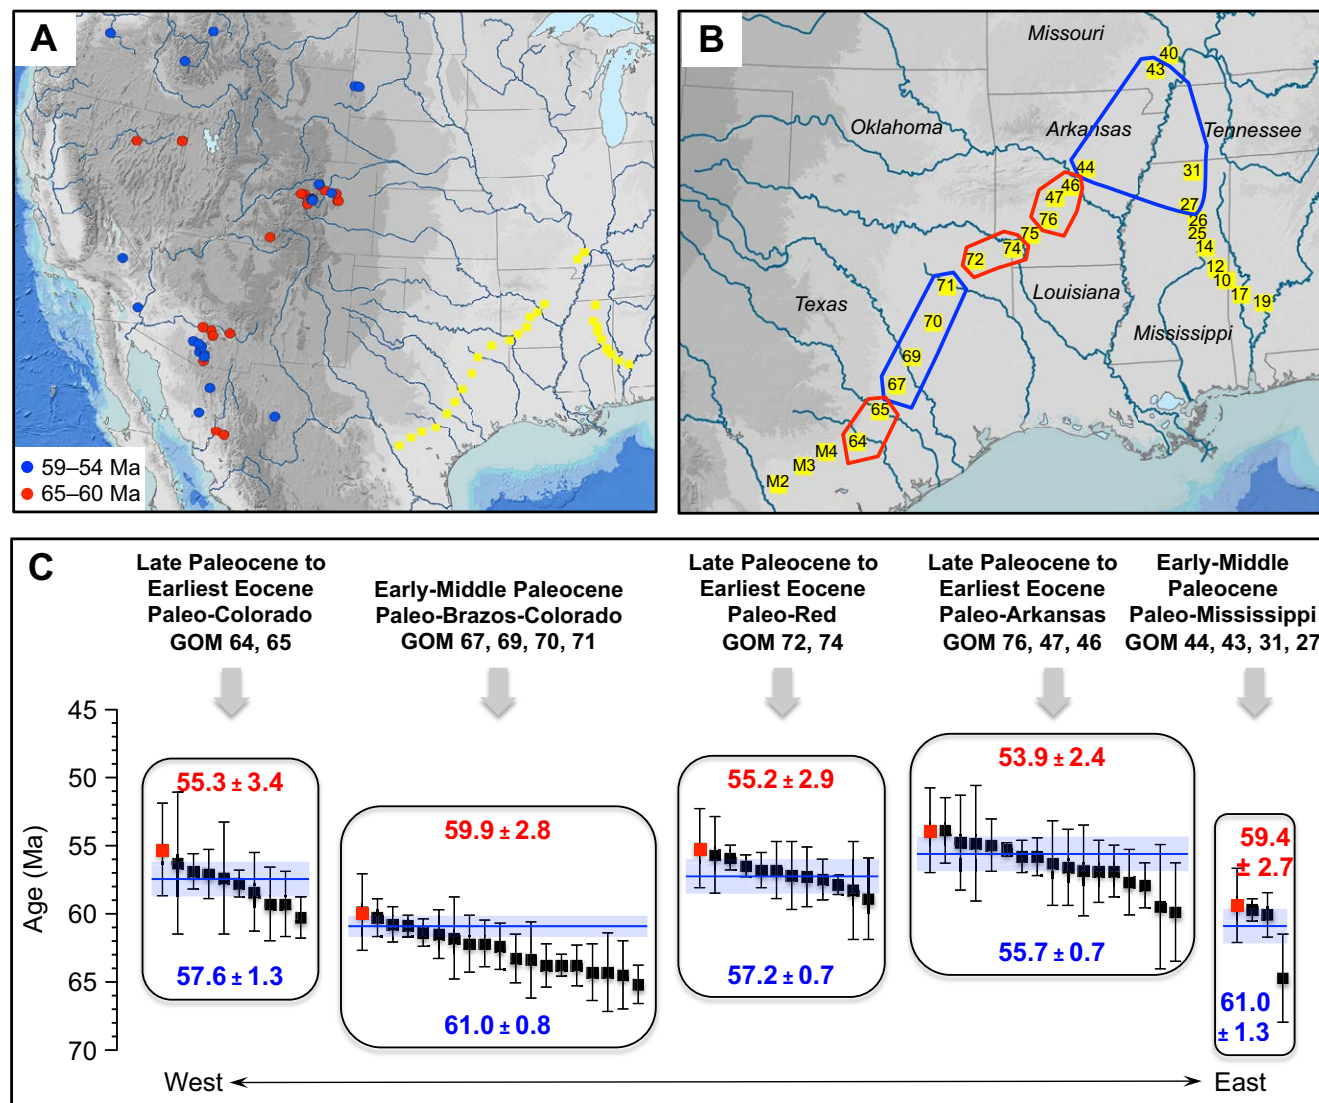 A
59–54 Ma
65–60 Ma
B
Missouri
40
43
Oklahoma
Arkansas
Tennessee
44
31
46
47
27
76
26
75
25
74
14
72
12
71
10
Louisiana
17
19
Texas
70
Mississippi
69
67
65
64
M4
M3
M2
C
Late Paleocene to
Earliest Eocene
Paleo-Colorado
GOM 64, 65
Early-Middle Paleocene
Paleo-Brazos-Colorado
GOM 67, 69, 70, 71
Late Paleocene to
Earliest Eocene
Paleo-Red
GOM 72, 74
Late Paleocene to
Earliest Eocene
Paleo-Arkansas
GOM 76, 47, 46
Early-Middle
Paleocene
Paleo-Mississippi
GOM 44, 43, 31, 27
Age (Ma)
45
50
55
60
65
70
55.3 ± 3.4
57.6 ± 1.3
59.9 ± 2.8
61.0 ± 0.8
55.2 ± 2.9
57.2 ± 0.7
53.9 ± 2.4
55.7 ± 0.7
59.4
± 2.7
61.0
± 1.3
West
East